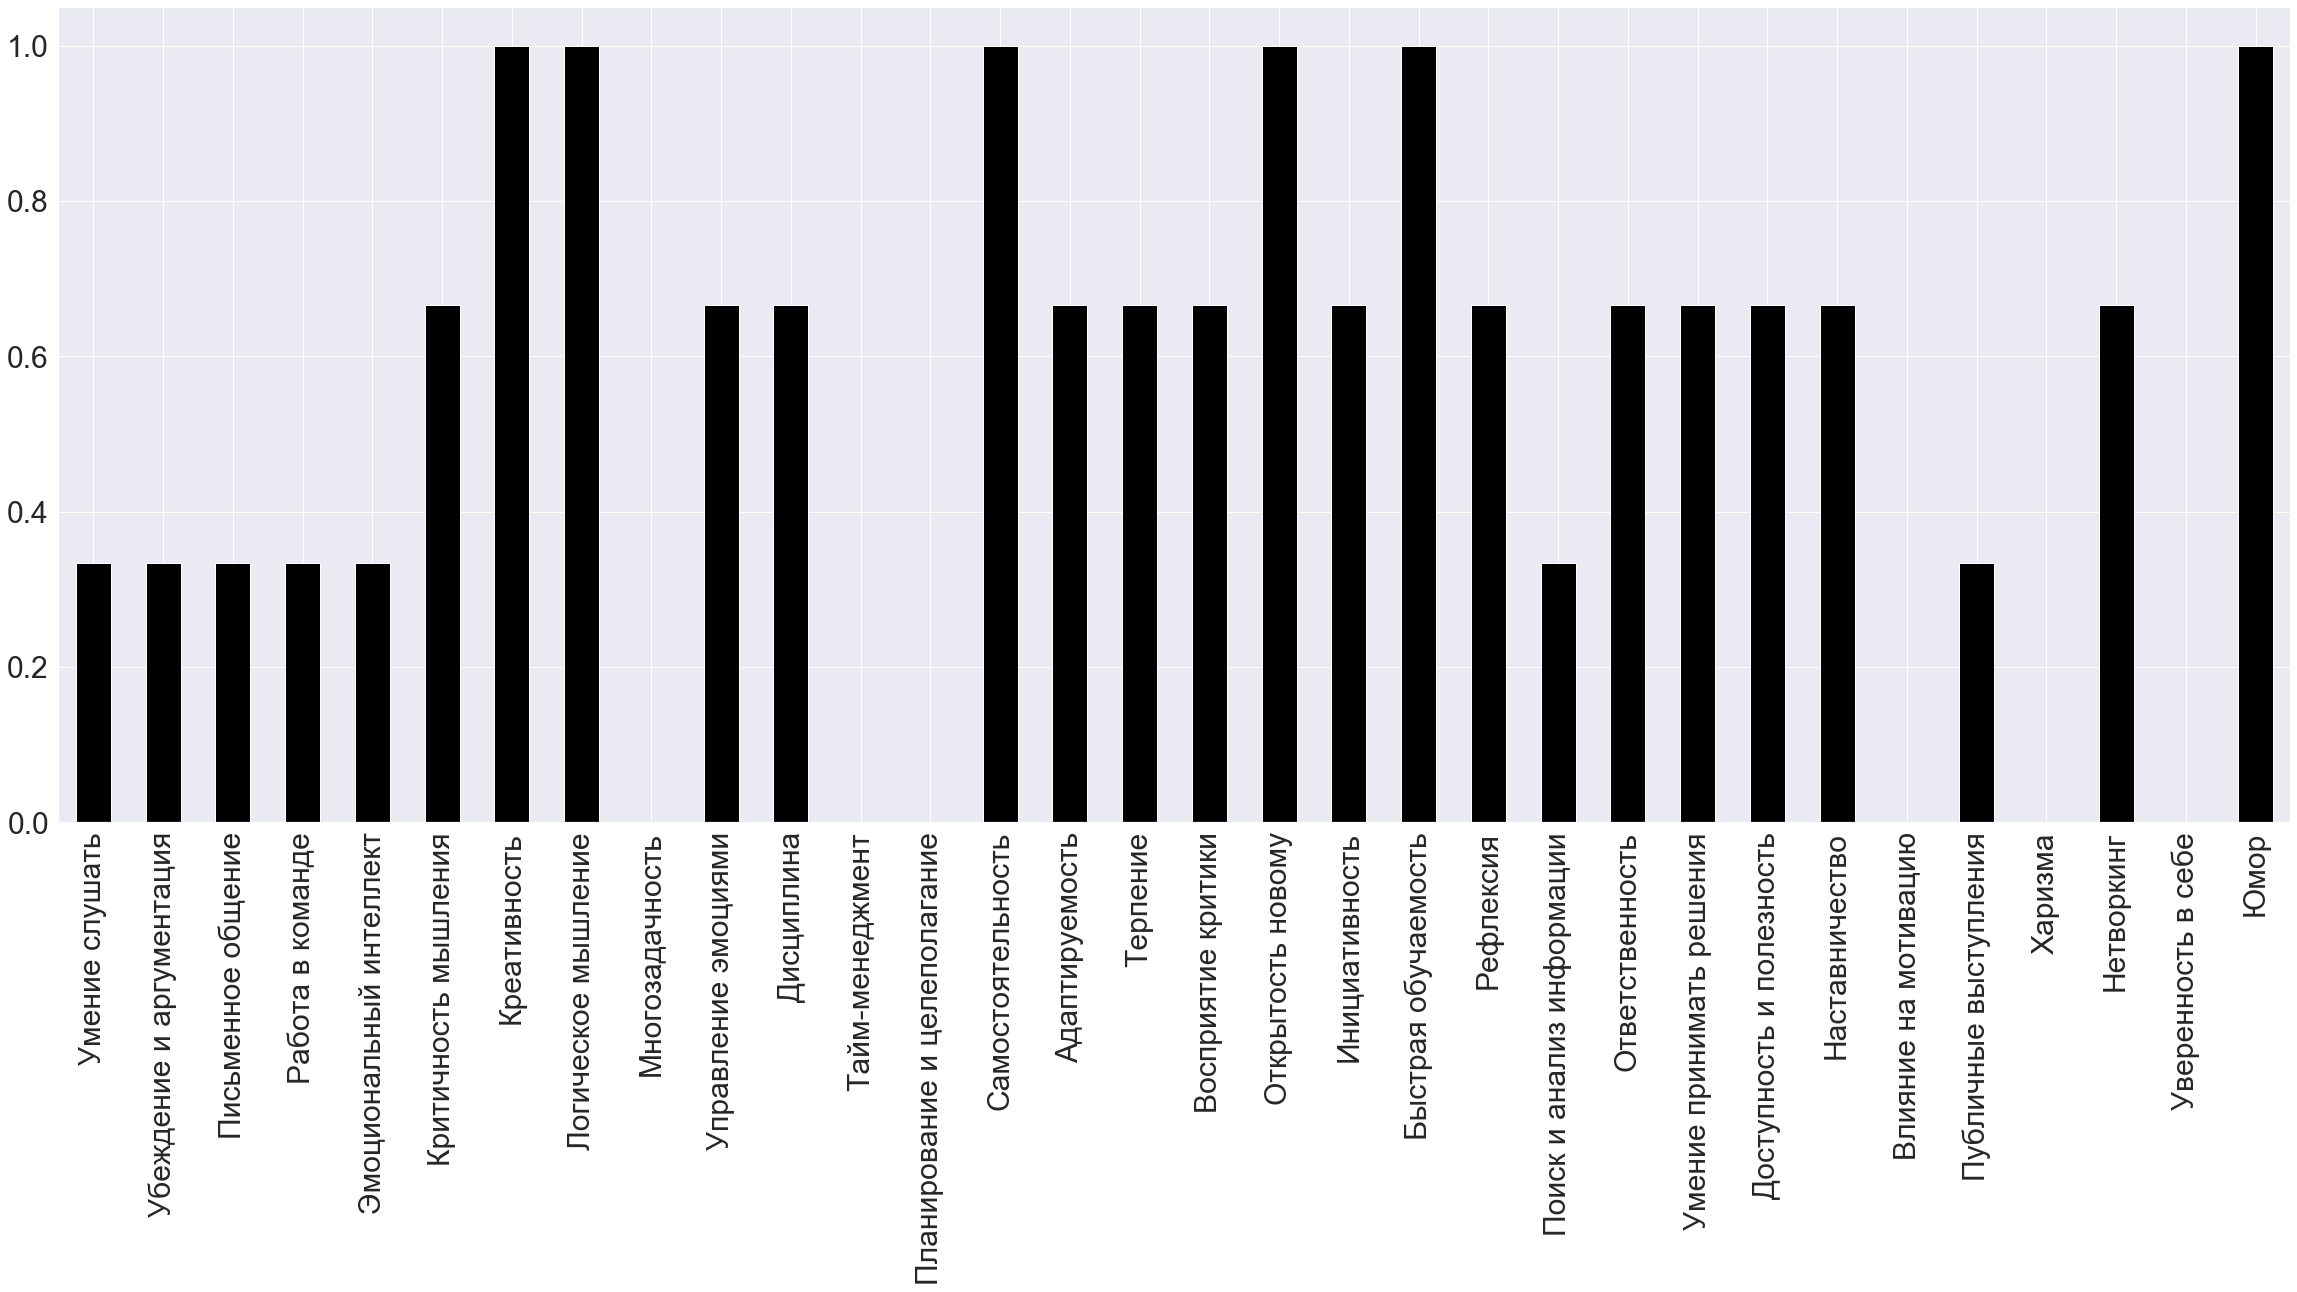 1.0
0.8
0.6
0.4
0.2
0.0
Умение слушать
Убеждение и аргументация
Письменное общение
Работа в команде
Эмоциональный интеллект
Критичность мышления
Креативность
Логическое мышление
Многозадачность
Управление эмоциями
Дисциплина
Тайм-менеджмент
Планирование и целеполагание
Самостоятельность
Адаптируемость
Терпение
Восприятие критики
Открытость новому
Инициативность
Быстрая обучаемость
Рефлексия
Поиск и анализ информации
Ответственность
Умение принимать решения
Доступность и полезность
Наставничество
Влияние на мотивацию
Публичные выступления
Харизма
Нетворкинг
Уверенность в себе
Юмор